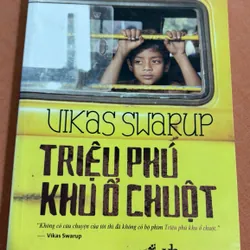 VIKAS SWARUP
TRIỆU PHÚ
KHU Ổ CHUỘT
"Không có câu chuyện của tôi thì đã không có bộ phim Triệu phú khu ổ chuột."
— Vikas Swarup